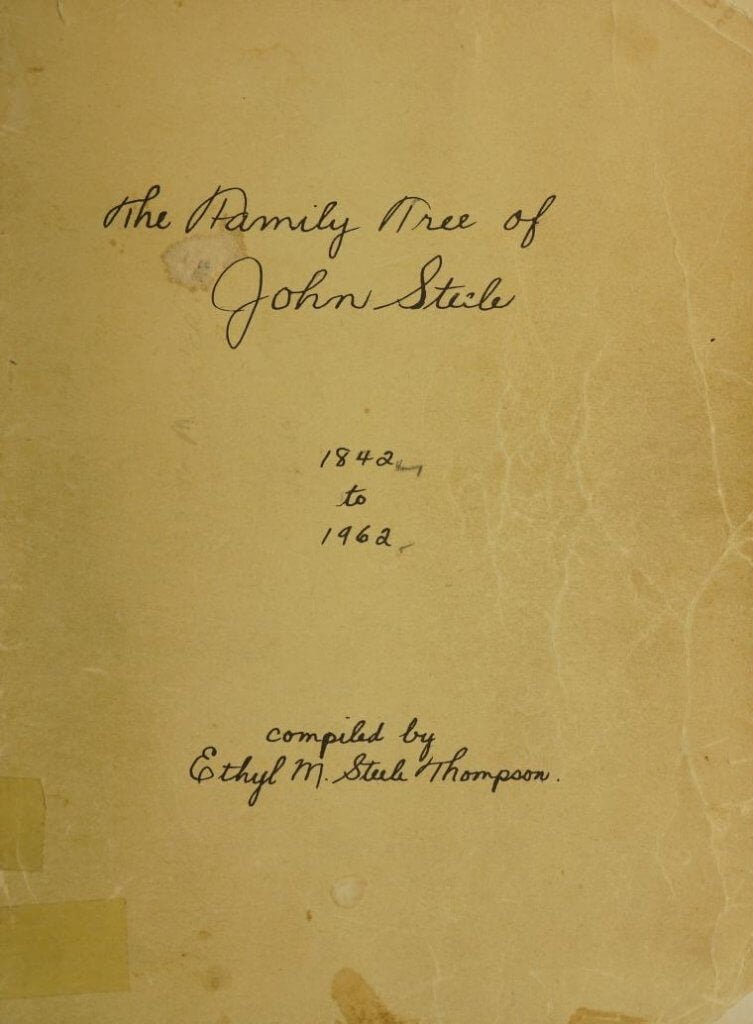 The Family Tree of
John Steele
1842
to
1962
compiled by
Ethyl M. Steele Thompson.